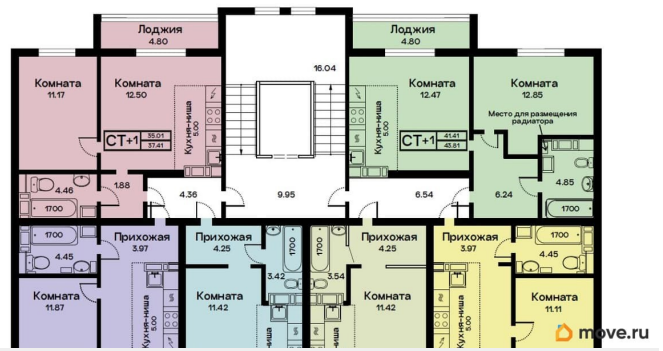 Лоджия
4.80
Лоджия
4.80
16.04
Комната
11.17
Комната
12.50
Кухня-ниша
5.00
СТ+1 35.01
37.41
Комната
12.47
Кухня-ниша
5.00
СТ+1 41.41
43.81
Комната
12.85
Место для размещения
радиатора
4.46
1700
1.88
4.36
9.95
6.54
6.24
4.85
1700
1700
4.45
Прихожая
3.97
Прихожая
4.25
1700
3.42
1700
3.54
Прихожая
4.25
Прихожая
3.97
1700
4.45
11.87
Кухня-ниша
5.00
11.42
Кухня-ниша
5.00
11.42
Кухня-ниша
5.00
11.11
move.ru